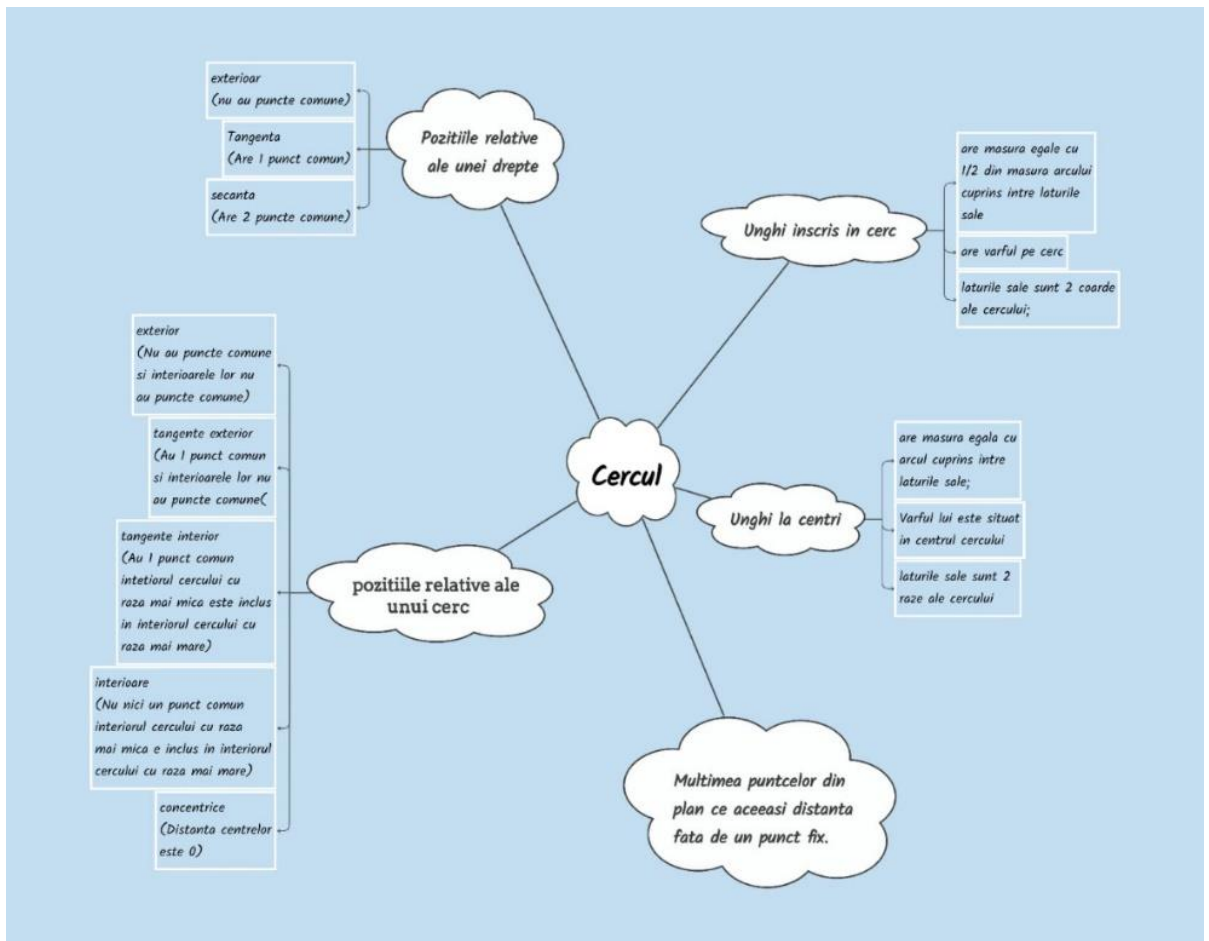 exterioar
(nu au puncte comune)
Tangenta
(Are 1 punct comun)
secanta
(Are 2 puncte comune)
Pozitiile relative
ale unei drepte
Unghi inscris in cerc
are masura egale cu
1/2 din masura arcului
cuprins intre laturile
sale
are varful pe cerc
laturile sale sunt 2 coarde
ale cercului;
Cercul
Unghi la centri
are masura egala cu
arcul cuprins intre
laturile sale;
Varful lui este situat
in centrul cercului
laturile sale sunt 2
raze ale cercului
pozitiile relative ale
unui cerc
exterior
(Nu au puncte comune
si interioarele lor nu
au puncte comune)
tangente exterior
(Au 1 punct comun
si interioarele lor nu
au puncte comune(
tangente interior
(Au 1 punct comun
intetiorul cercului cu
raza mai mica este inclus
in interiorul cercului cu
raza mai mare)
interioare
(Nu nici un punct comun
interiorul cercului cu raza
mai mica e inclus in interiorul
cercului cu raza mai mare)
concentrice
(Distanta centrelor
este 0)
Multimea puntcelor din
plan ce aceeasi distanta
fata de un punct fix.